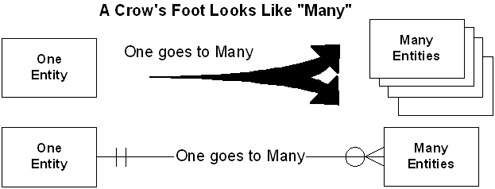 A Crow's Foot Looks Like "Many"
One
Entity
One goes to Many
Many
Entities
One
Entity
One goes to Many
Many
Entities